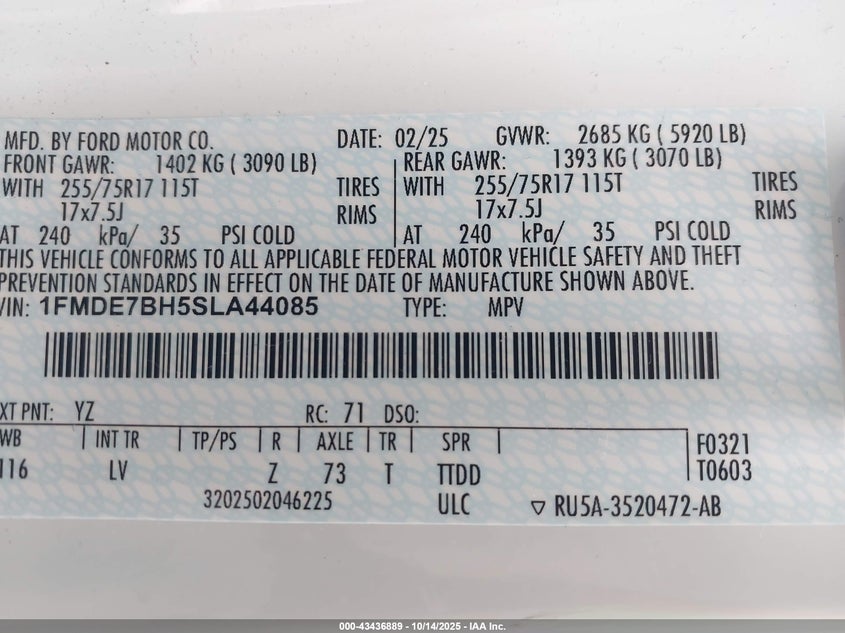 MFD. BY FORD MOTOR CO. DATE: 02/25 GVWR: 2685 KG ( 5920 LB)
FRONT GAWR: 1402 KG ( 3090 LB) REAR GAWR: 1393 KG ( 3070 LB)
WITH 255/75R17 115T TIRES WITH 255/75R17 115T TIRES
17x7.5J RIMS 17x7.5J RIMS
AT 240 kPa/ 35 PSI COLD AT 240 kPa/ 35 PSI COLD
THIS VEHICLE CONFORMS TO ALL APPLICABLE FEDERAL MOTOR VEHICLE SAFETY AND THEFT
PREVENTION STANDARDS IN EFFECT ON THE DATE OF MANUFACTURE SHOWN ABOVE.
VIN: 1FMDE7BH5SLA44085 TYPE: MPV
XT PNT: YZ RC: 71 DSO:
WB INT TR TP/PS R AXLE TR SPR F0321
116 LV Z 73 T TTDD T0603
3202502046225 ULC ▽ RU5A-3520472-AB
000-43436889 - 10/14/2025 - IAA Inc.